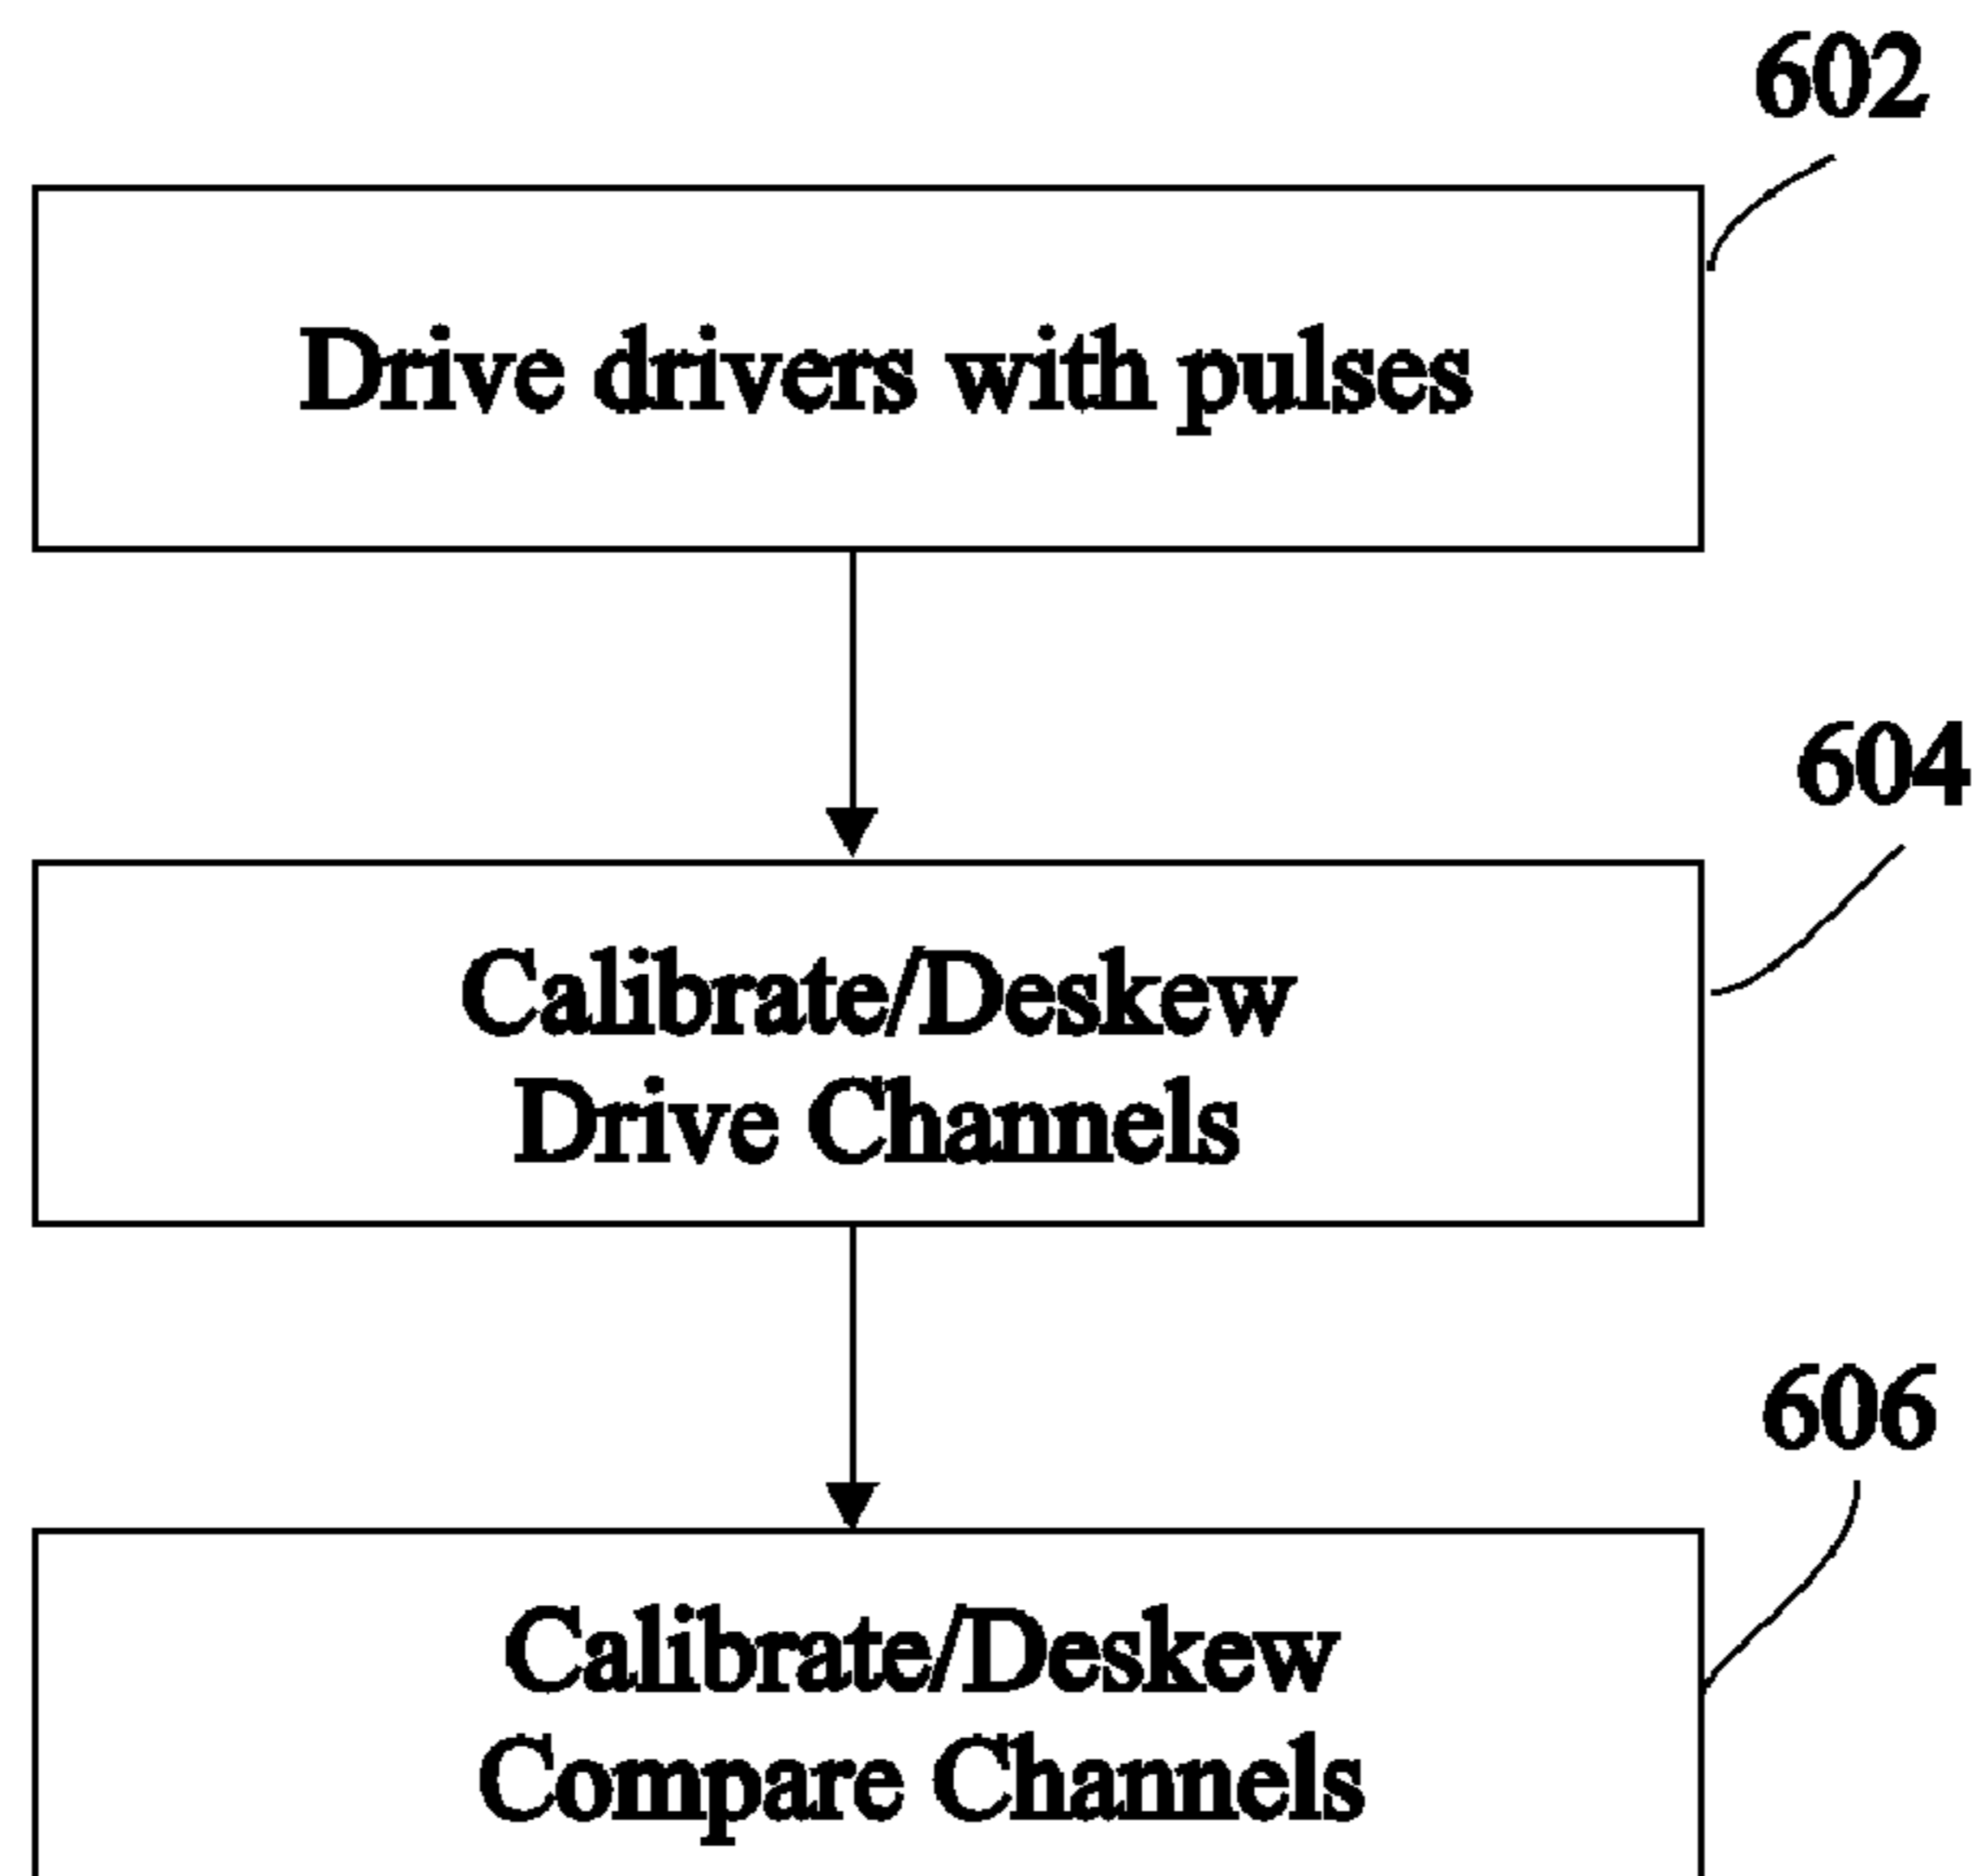 602
Drive drivers with pulses
604
Calibrate/Deskew
Drive Channels
606
Calibrate/Deskew
Compare Channels